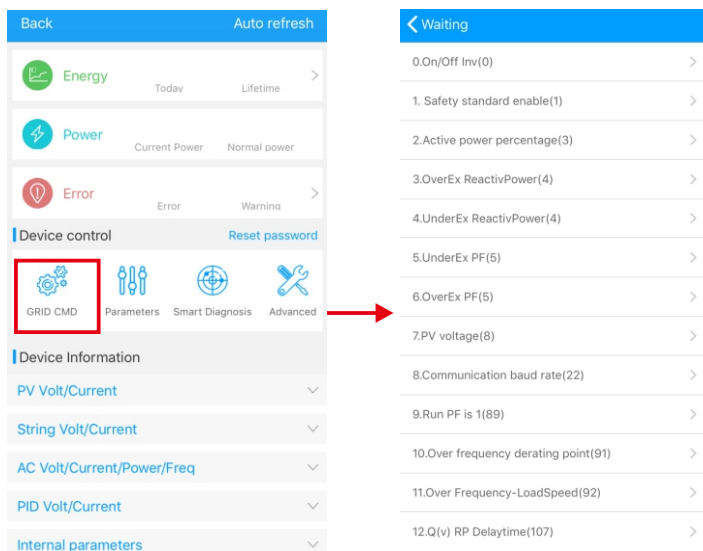 Back Auto refresh
Energy
Today Lifetime
Power
Current Power Normal power
Error
Error Warning
Device control Reset password
GRID CMD Parameters Smart Diagnosis Advanced
Device Information
PV Volt/Current
String Volt/Current
AC Volt/Current/Power/Freq
PID Volt/Current
Internal parameters
Waiting
0.On/Off Inv(0)
1. Safety standard enable(1)
2.Active power percentage(3)
3.OverEx ReactivPower(4)
4.UnderEx ReactivPower(4)
5.UnderEx PF(5)
6.OverEx PF(5)
7.PV voltage(8)
8.Communication baud rate(22)
9.Run PF is 1(89)
10.Over frequency derating point(91)
11.Over Frequency-LoadSpeed(92)
12.Q(v) RP Delaytime(107)